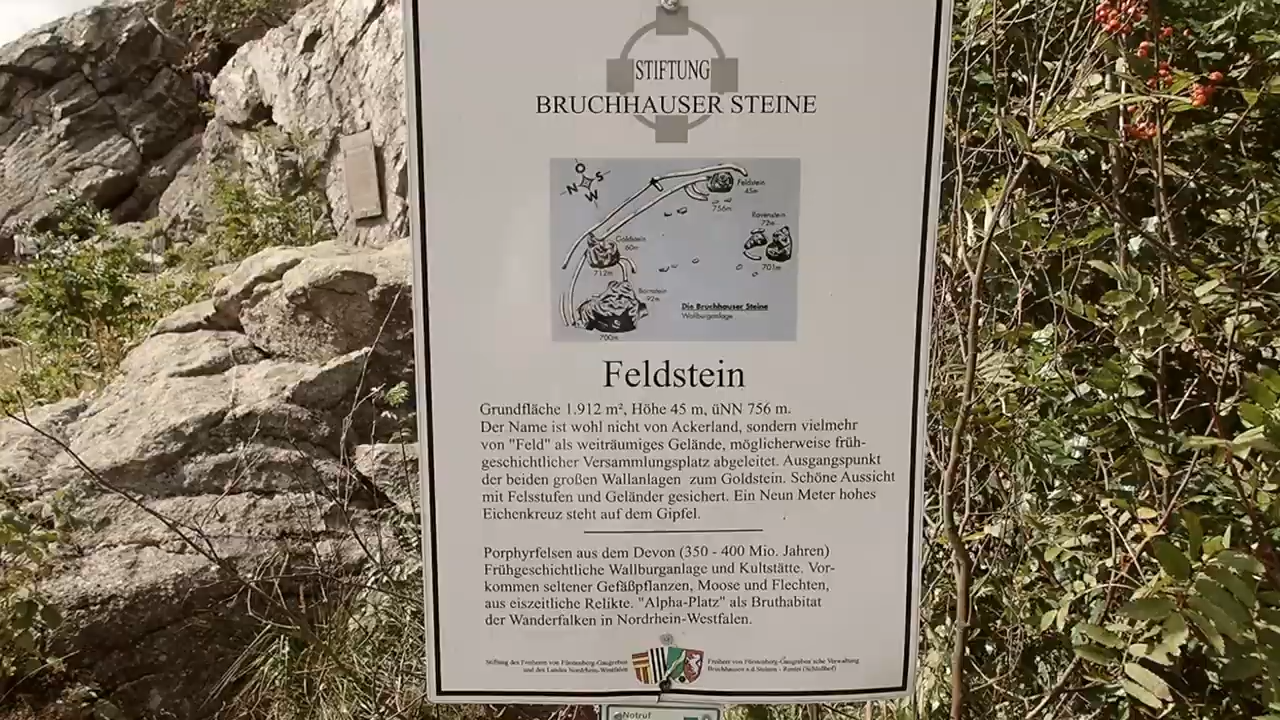 STIFTUNG
BRUCHHAUSER STEINE
O
N S
W
Feldstein
45m
756m
Ravenstein
72m
701m
Goldstein
60m
712m
Bornstein
92m
700m
Die Bruchhauser Steine
Wallburganlage
Feldstein
Grundfläche 1.912 m², Höhe 45 m, üNN 756 m.
Der Name ist wohl nicht von Ackerland, sondern vielmehr
von "Feld" als weiträumiges Gelände, möglicherweise früh-
geschichtlicher Versammlungsplatz abgeleitet. Ausgangspunkt
der beiden großen Wallanlagen zum Goldstein. Schöne Aussicht
mit Felsstufen und Geländer gesichert. Ein Neun Meter hohes
Eichenkreuz steht auf dem Gipfel.
Porphyrfelsen aus dem Devon (350 - 400 Mio. Jahren)
Frühgeschichtliche Wallburganlage und Kultstätte. Vor-
kommen seltener Gefäßpflanzen, Moose und Flechten,
aus eiszeitliche Relikte. "Alpha-Platz" als Bruthabitat
der Wanderfalken in Nordrhein-Westfalen.
Stiftung des Freiherrn von Fürstenberg-Gaugreben
und des Landes Nordrhein-Westfalen
Freiherr von Fürstenberg-Gaugreben'sche Verwaltung
Bruchhausen a.d.Steinen - Rentei (Schloßhof)
Notruf